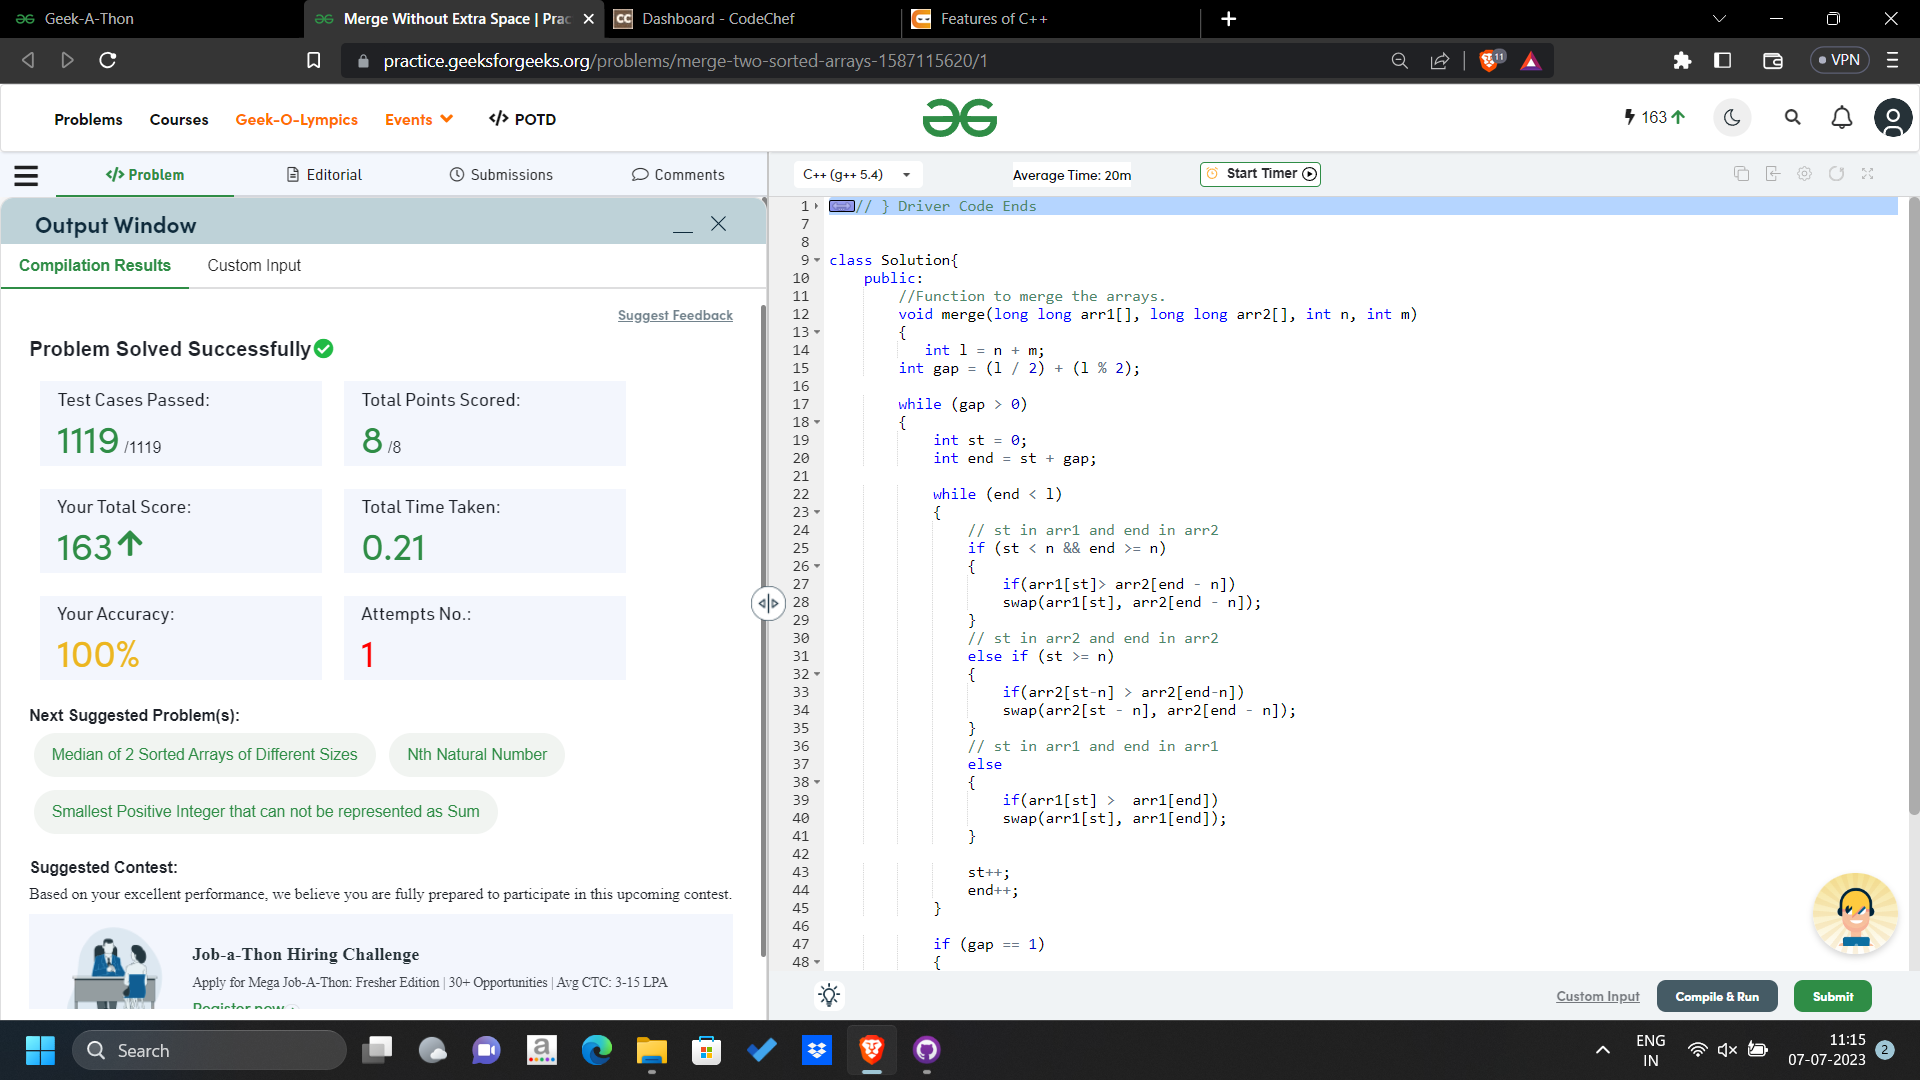 Geek-A-Thon
Merge Without Extra Space | Prac
Dashboard - CodeChef
Features of C++
practice.geeksforgeeks.org/problems/merge-two-sorted-arrays-1587115620/1
11
VPN
Problems
Courses
Geek-O-Lympics
Events
</> POTD
163
</> Problem
Editorial
Submissions
Comments
C++ (g++ 5.4)
Average Time: 20m
Start Timer
Output Window
Compilation Results
Custom Input
Suggest Feedback
Problem Solved Successfully
Test Cases Passed:
1119 /1119
Total Points Scored:
8 /8
Your Total Score:
163
Total Time Taken:
0.21
Your Accuracy:
100%
Attempts No.:
1
Next Suggested Problem(s):
Median of 2 Sorted Arrays of Different Sizes
Nth Natural Number
Smallest Positive Integer that can not be represented as Sum
Suggested Contest:
Based on your excellent performance, we believe you are fully prepared to participate in this upcoming contest.
Job-a-Thon Hiring Challenge
Apply for Mega Job-A-Thon: Fresher Edition | 30+ Opportunities | Avg CTC: 3-15 LPA
Register now
1 // } Driver Code Ends
7
8
9 class Solution{
10 public:
11 //Function to merge the arrays.
12 void merge(long long arr1[], long long arr2[], int n, int m)
13 {
14 int l = n + m;
15 int gap = (l / 2) + (l % 2);
16
17 while (gap > 0)
18 {
19 int st = 0;
20 int end = st + gap;
21
22 while (end < l)
23 {
24 // st in arr1 and end in arr2
25 if (st < n && end >= n)
26 {
27 if(arr1[st]> arr2[end - n])
28 swap(arr1[st], arr2[end - n]);
29 }
30 // st in arr2 and end in arr2
31 else if (st >= n)
32 {
33 if(arr2[st-n] > arr2[end-n])
34 swap(arr2[st - n], arr2[end - n]);
35 }
36 // st in arr1 and end in arr1
37 else
38 {
39 if(arr1[st] >  arr1[end])
40 swap(arr1[st], arr1[end]);
41 }
42
43 st++;
44 end++;
45 }
46
47 if (gap == 1)
48 {
Custom Input
Compile & Run
Submit
Search
ENG
IN
11:15
07-07-2023
2